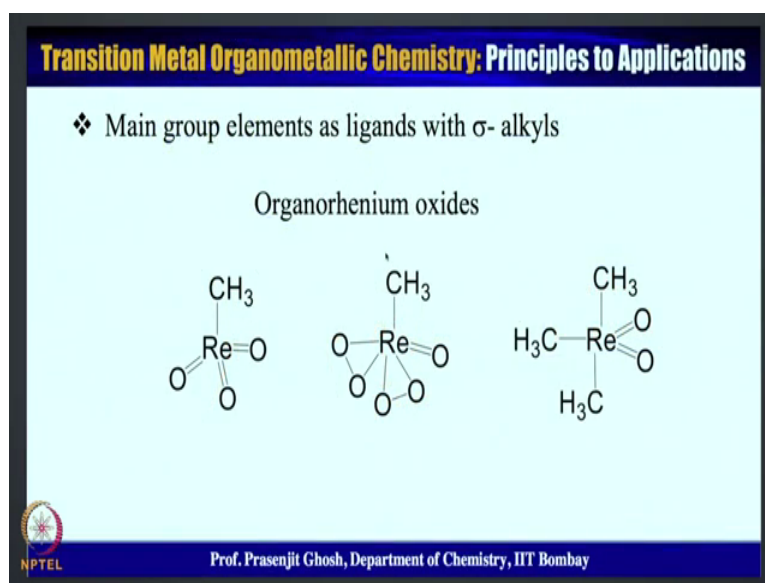 Transition Metal Organometallic Chemistry: Principles to Applications
❖ Main group elements as ligands with σ- alkyls
Organorhenium oxides
CH₃
Re
O
O
O
CH₃
O
Re
O
O
O
O
CH₃
H₃C
Re
O
O
H₃C
NPTEL
Prof. Prasenjit Ghosh, Department of Chemistry, IIT Bombay